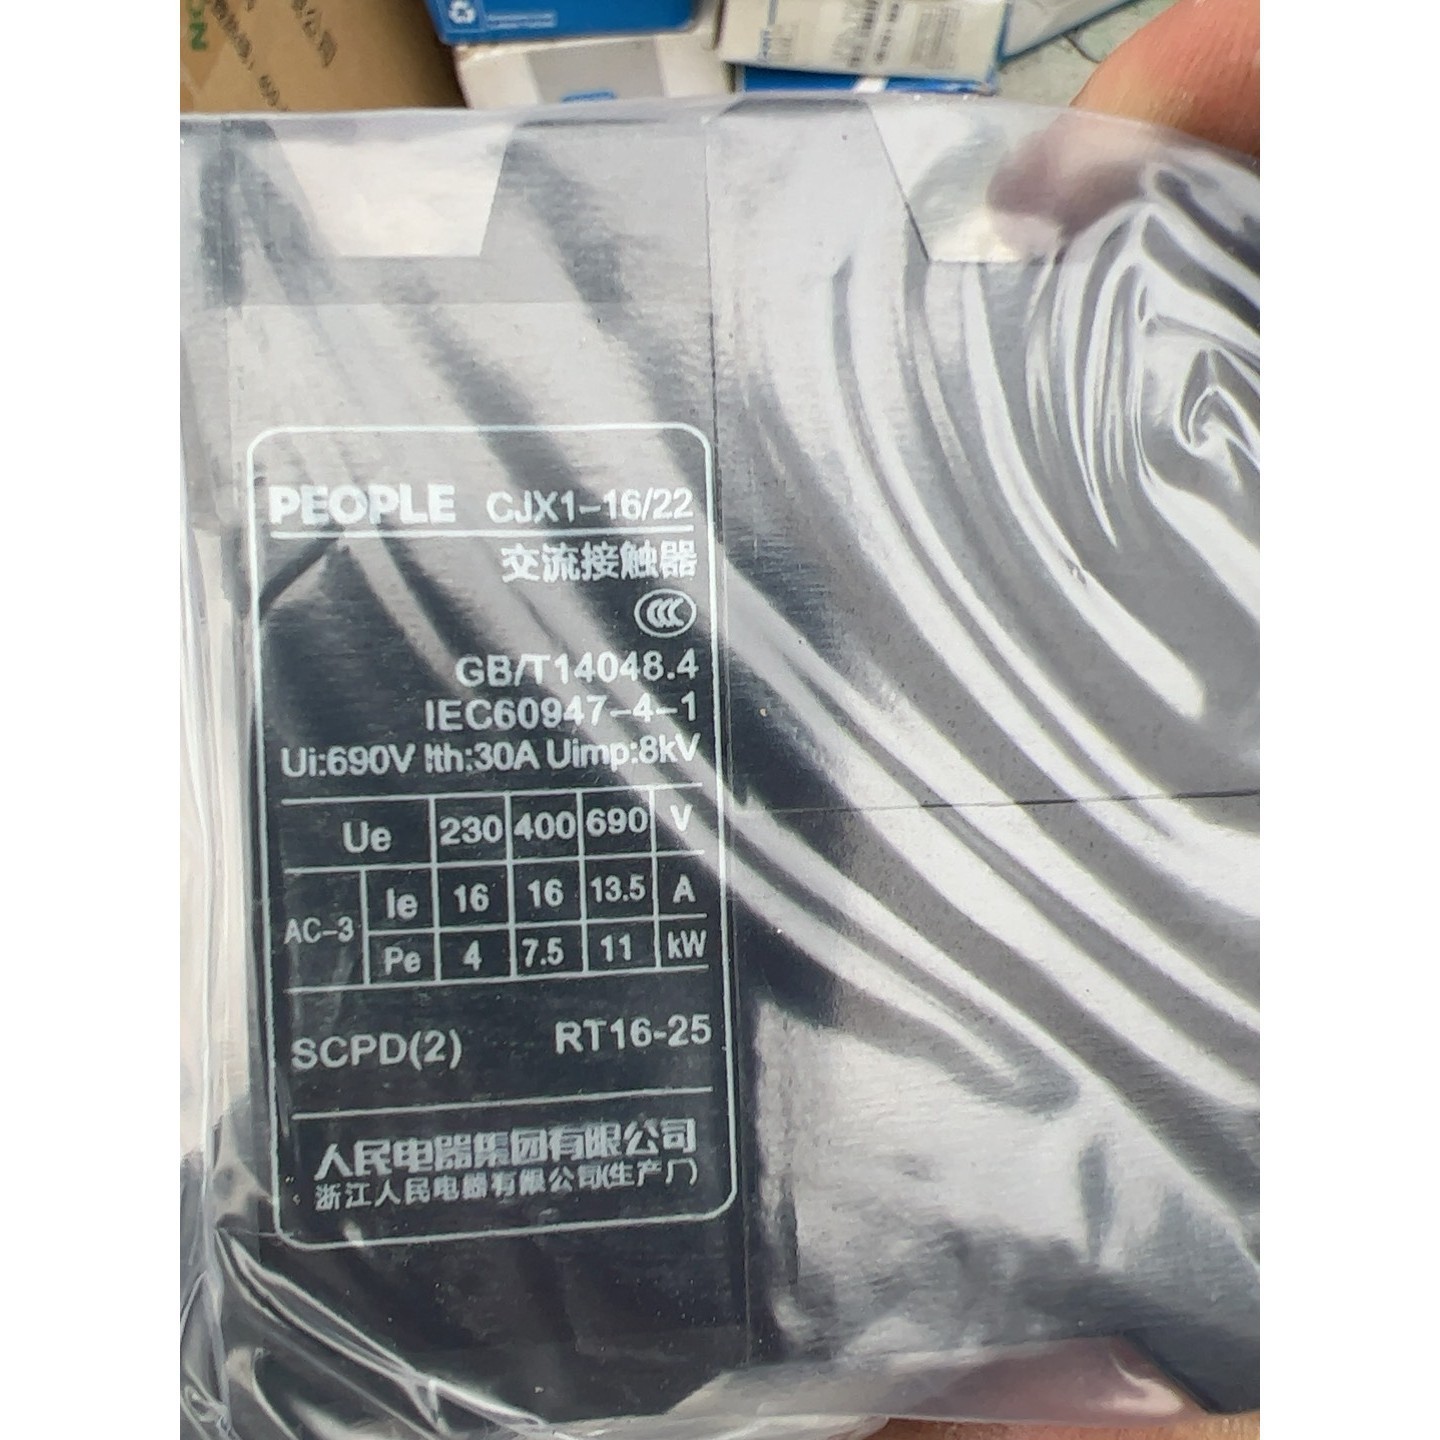 公司
PEOPLE CJX1-16/22
交流接触器
CCC
GB/T14048.4
IEC60947-4-1
Ui:690V Ith:30A Uimp:8kV
Ue 230 400 690 V
AC-3 Ie 16 16 13.5 A
Pe 4 7.5 11 kW
SCPD(2) RT16-25
人民电器集团有限公司
浙江人民电器有限公司(生产厂)